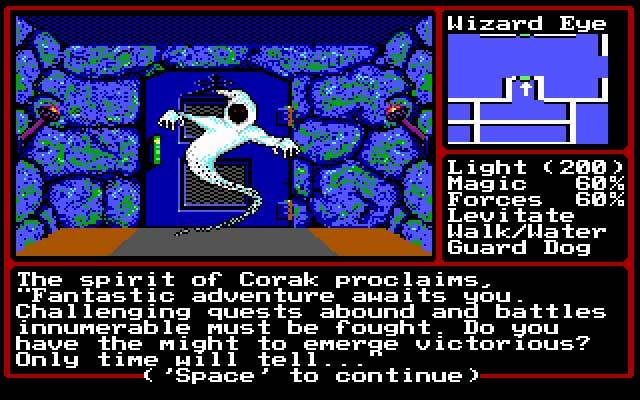 Wizard Eye
Light (200)
Magic 60%
Forces 60%
Levitate
Walk/Water
Guard Dog
The spirit of Corak proclaims,
"Fantastic adventure awaits you.
Challenging quests abound and battles
innumerable must be fought. Do you
have the might to emerge victorious?
Only time will tell..."
('Space' to continue)